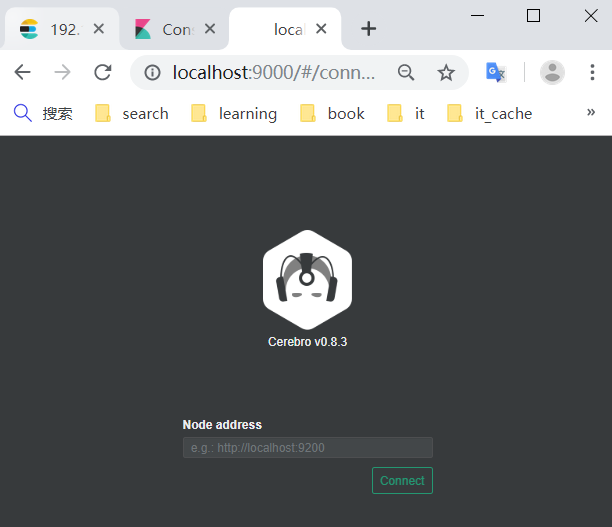 192.
Cons
local
localhost:9000/#/conn...
搜索 search learning book it it_cache »
Cerebro v0.8.3
Node address
e.g.: http://localhost:9200
Connect